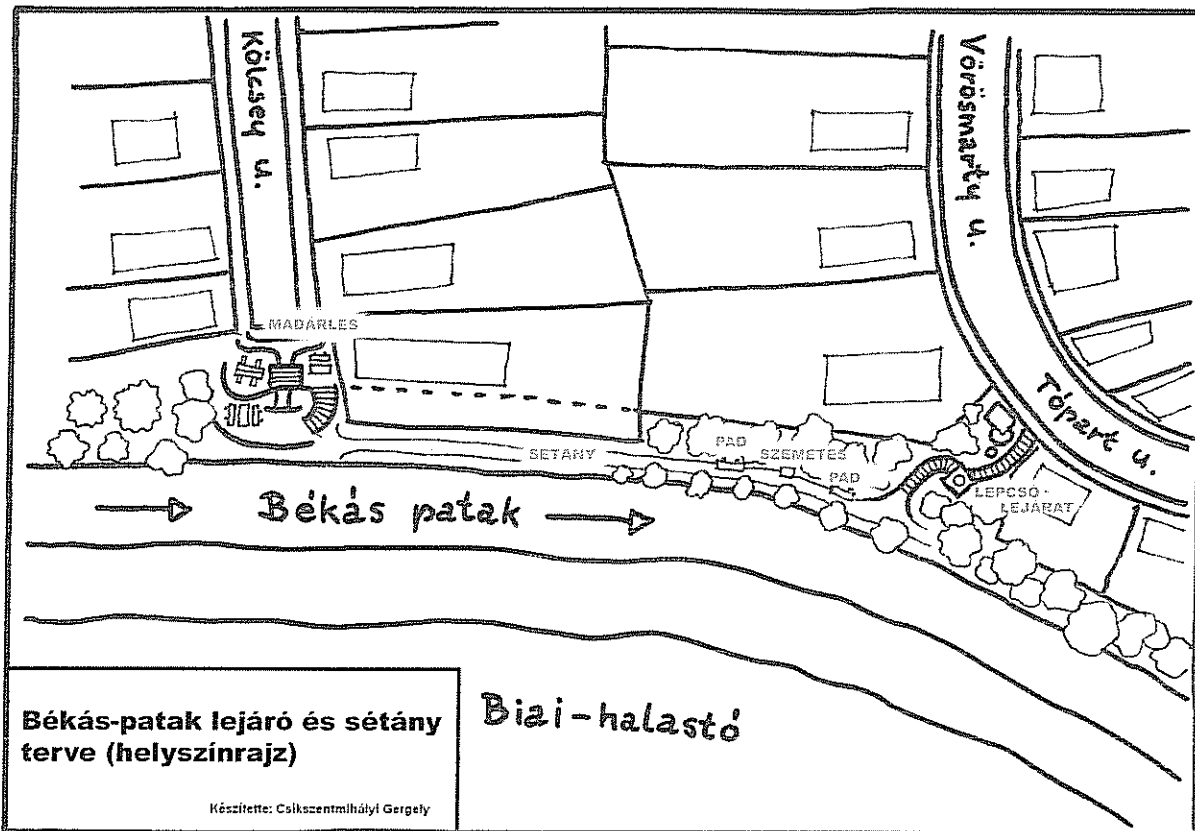 Kölcsey u.
Vörösmarty u.
MADÁRLES
Tópart u.
PAD
SÉTÁNY
SZEMETES
PAD
LÉPCSŐ-
LEJÁRAT
Békás patak
Biai-halastó
Békás-patak lejáró és sétány
terve (helyszínrajz)
Készítette: Csíkszentmihályi Gergely